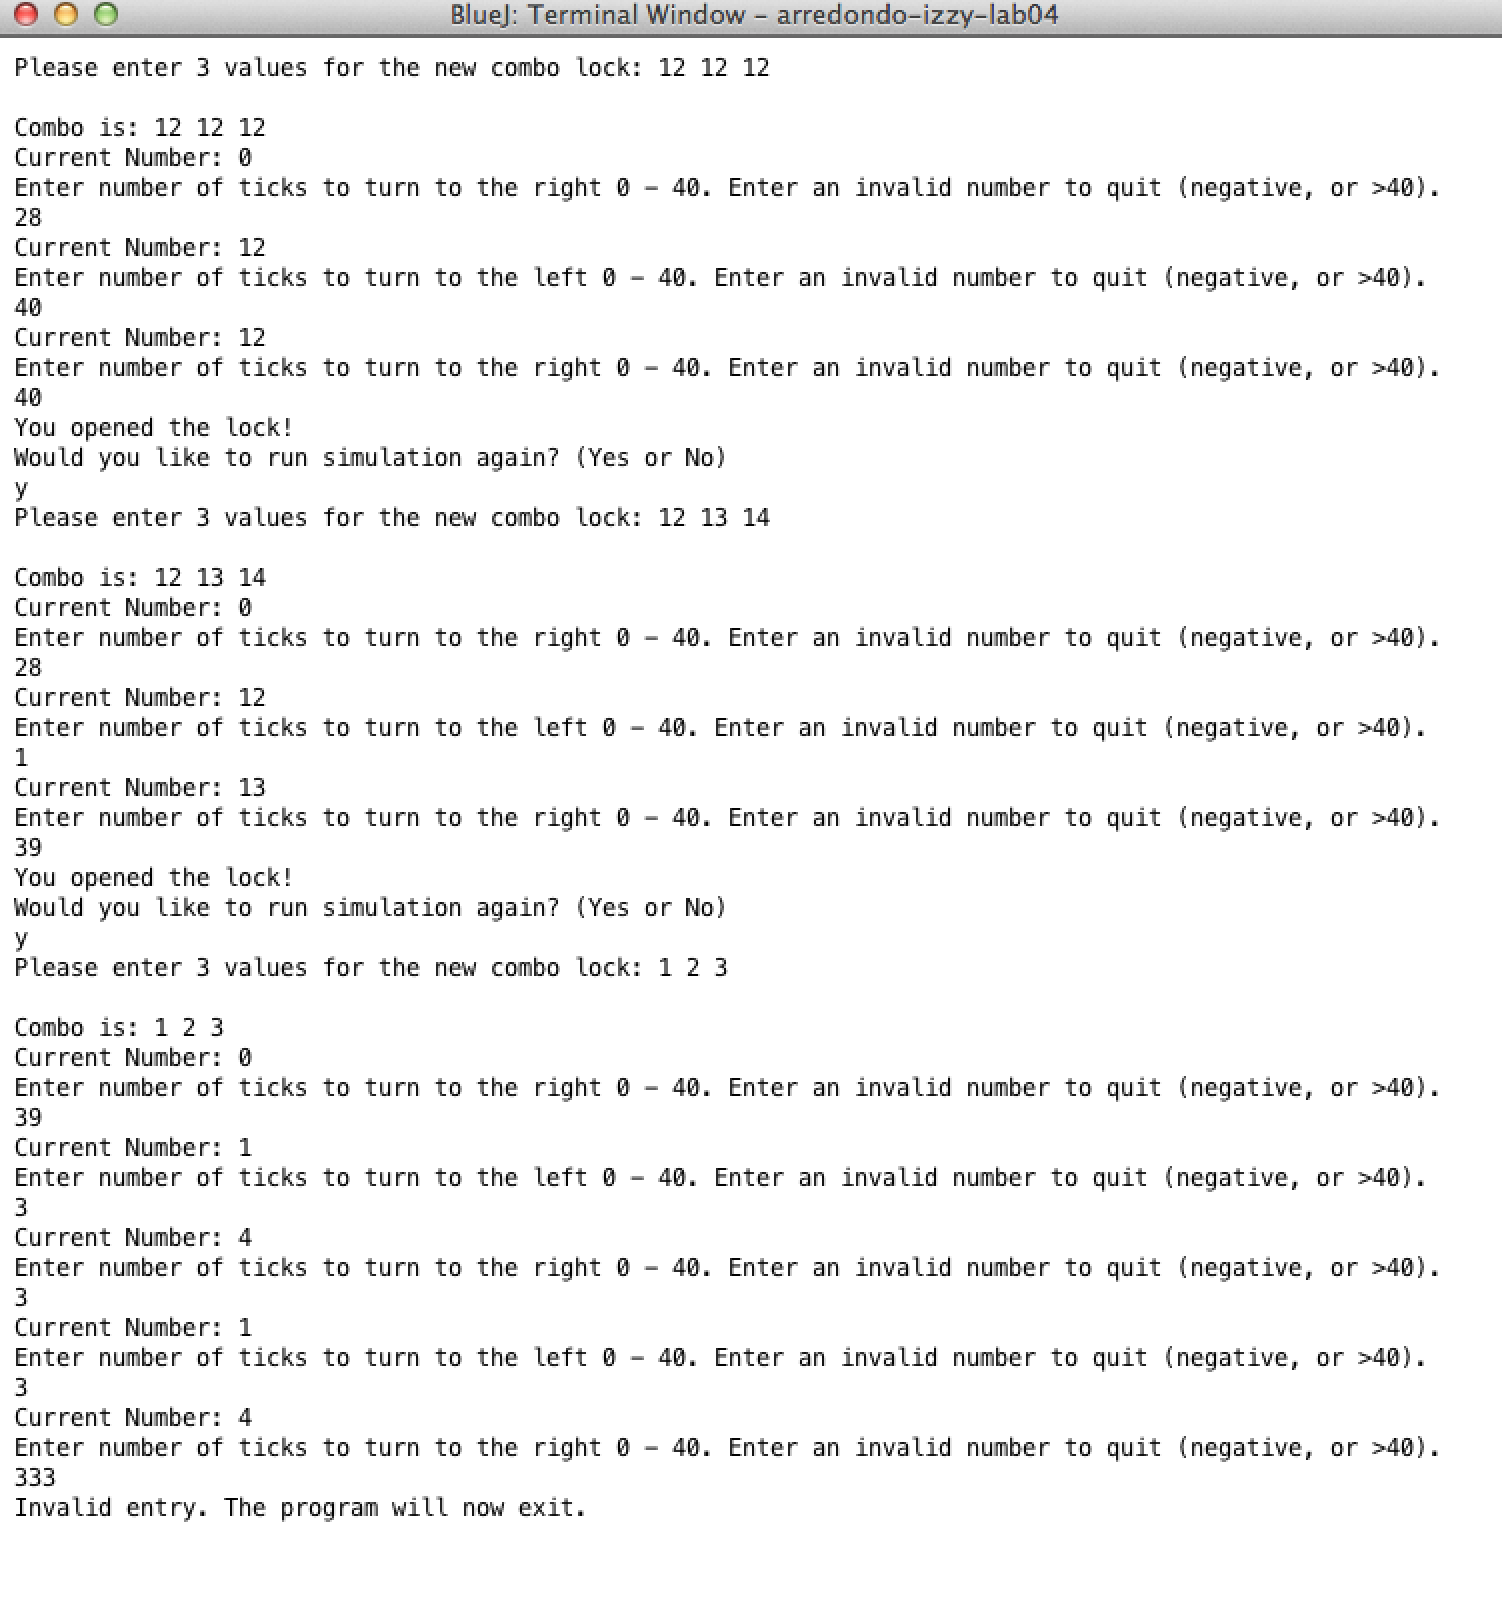 BlueJ: Terminal Window – arredondo-izzy-lab04
Please enter 3 values for the new combo lock: 12 12 12
Combo is: 12 12 12
Current Number: 0
Enter number of ticks to turn to the right 0 - 40. Enter an invalid number to quit (negative, or >40).
28
Current Number: 12
Enter number of ticks to turn to the left 0 - 40. Enter an invalid number to quit (negative, or >40).
40
Current Number: 12
Enter number of ticks to turn to the right 0 - 40. Enter an invalid number to quit (negative, or >40).
40
You opened the lock!
Would you like to run simulation again? (Yes or No)
y
Please enter 3 values for the new combo lock: 12 13 14
Combo is: 12 13 14
Current Number: 0
Enter number of ticks to turn to the right 0 - 40. Enter an invalid number to quit (negative, or >40).
28
Current Number: 12
Enter number of ticks to turn to the left 0 - 40. Enter an invalid number to quit (negative, or >40).
1
Current Number: 13
Enter number of ticks to turn to the right 0 - 40. Enter an invalid number to quit (negative, or >40).
39
You opened the lock!
Would you like to run simulation again? (Yes or No)
y
Please enter 3 values for the new combo lock: 1 2 3
Combo is: 1 2 3
Current Number: 0
Enter number of ticks to turn to the right 0 - 40. Enter an invalid number to quit (negative, or >40).
39
Current Number: 1
Enter number of ticks to turn to the left 0 - 40. Enter an invalid number to quit (negative, or >40).
3
Current Number: 4
Enter number of ticks to turn to the right 0 - 40. Enter an invalid number to quit (negative, or >40).
3
Current Number: 1
Enter number of ticks to turn to the left 0 - 40. Enter an invalid number to quit (negative, or >40).
3
Current Number: 4
Enter number of ticks to turn to the right 0 - 40. Enter an invalid number to quit (negative, or >40).
333
Invalid entry. The program will now exit.